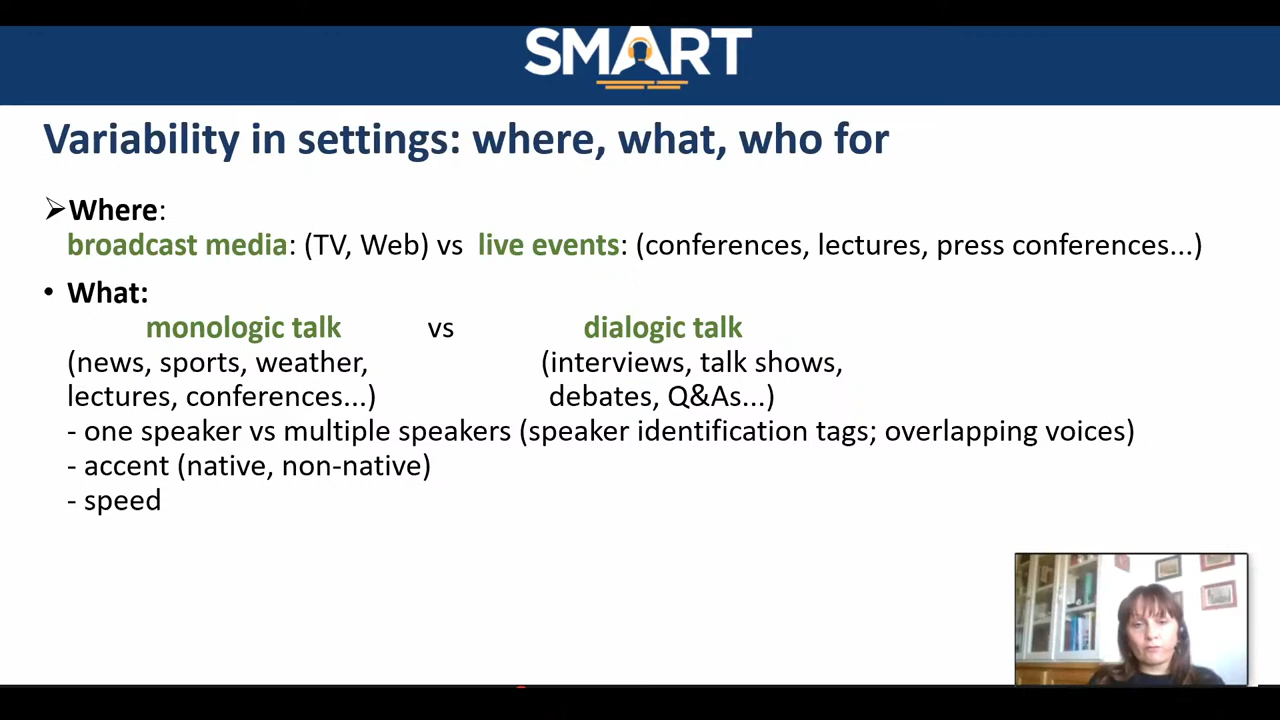 SMART
Variability in settings: where, what, who for
➢Where:
broadcast media: (TV, Web) vs live events: (conferences, lectures, press conferences...)
• What:
monologic talk vs dialogic talk
(news, sports, weather, (interviews, talk shows,
lectures, conferences...) debates, Q&As...)
- one speaker vs multiple speakers (speaker identification tags; overlapping voices)
- accent (native, non-native)
- speed